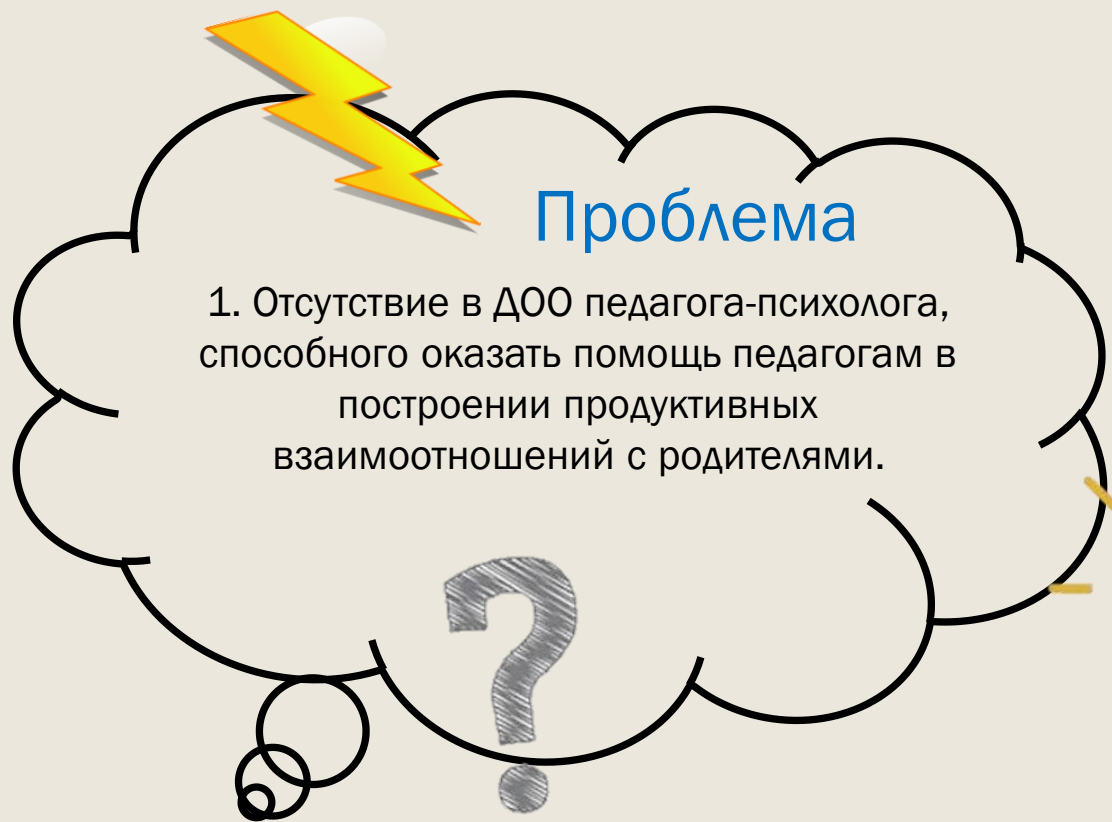 Проблема
1. Отсутствие в ДОО педагога-психолога,
способного оказать помощь педагогам в
построении продуктивных
взаимоотношений с родителями.
?